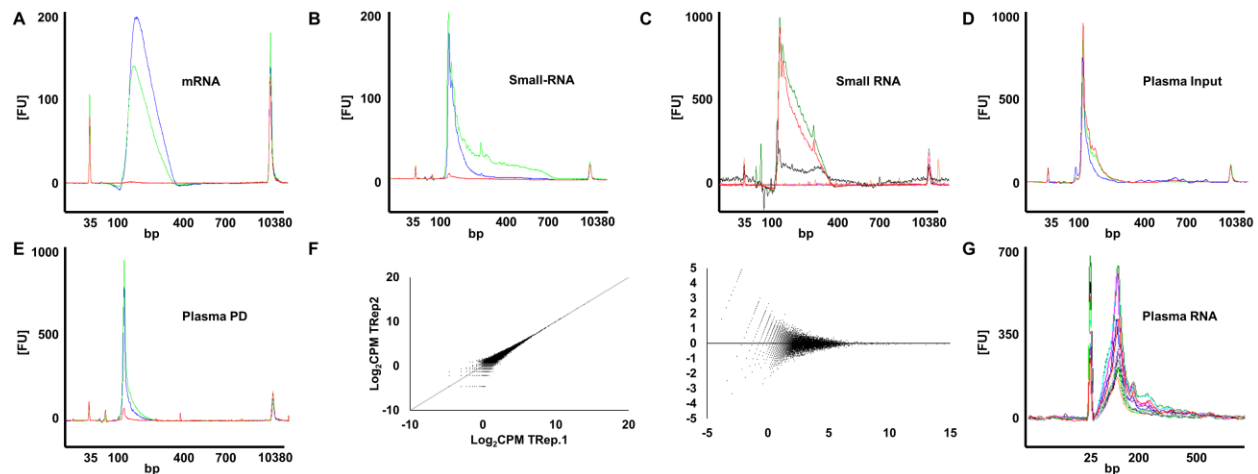 A
200
100
0
[FU]
mRNA
35 100 400 700 10380
bp
B
200
100
0
[FU]
Small-RNA
35 100 400 700 10380
bp
C
1000
500
0
[FU]
Small RNA
35 100 400 700 10380
bp
D
1000
500
0
[FU]
Plasma Input
35 100 400 700 10380
bp
E
1000
500
0
[FU]
Plasma PD
35 100 400 700 10380
bp
F
20
10
0
-10
Log₂CPM TRep2
-10 0 10 20
Log₂CPM TRep.1
5
4
3
2
1
0
-1
-2
-3
-4
-5
-5 0 5 10 15
G
700
350
0
[FU]
Plasma RNA
25 200 500
bp